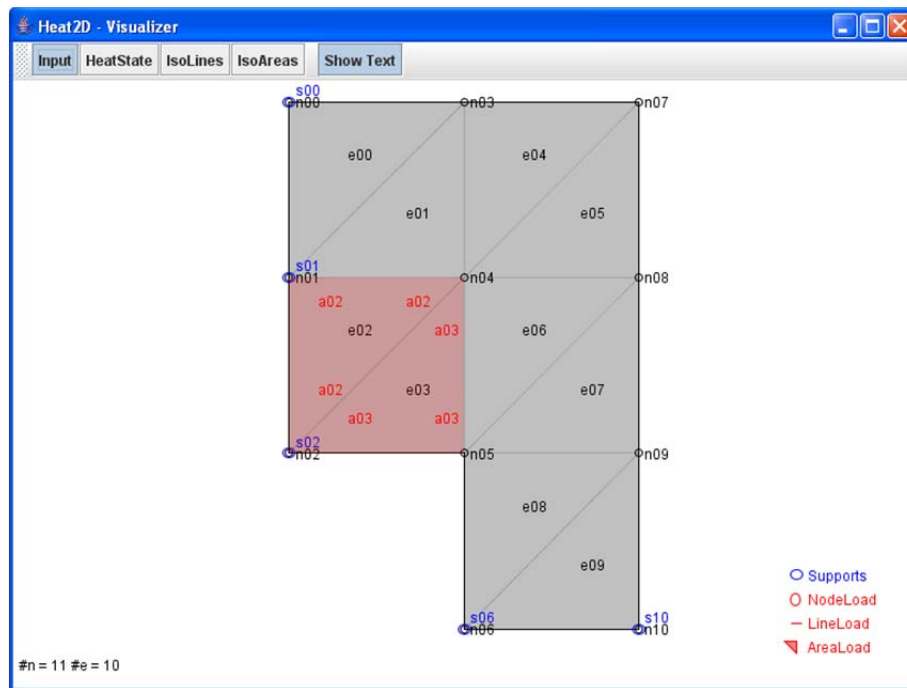 Heat2D - Visualizer
Input HeatState IsoLines IsoAreas Show Text
s00
n00 n03 n07
e00 e04
e01 e05
s01
n01 n04 n08
a02 a02
e02 a03 e06
a02 e03 e07
a03 a03
s02
n02 n05 n09
e08
e09
Supports
NodeLoad
LineLoad
AreaLoad
s06 s10
n06 n10
#n = 11 #e = 10